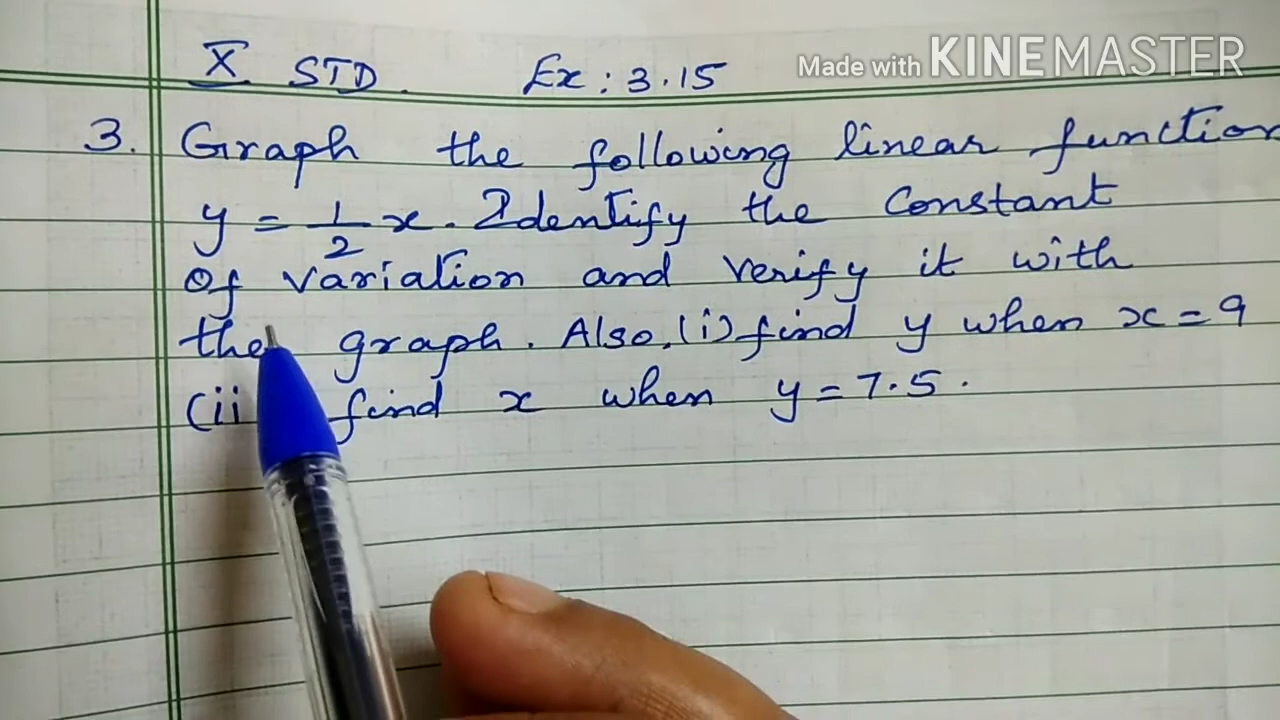 Made with KINEMASTER
X STD. Ex: 3.15
3. Graph the following linear function
y = 1/2 x. Identify the constant
of variation and verify it with
the graph. Also, (i) find y when x = 9
(ii find x when y = 7.5.